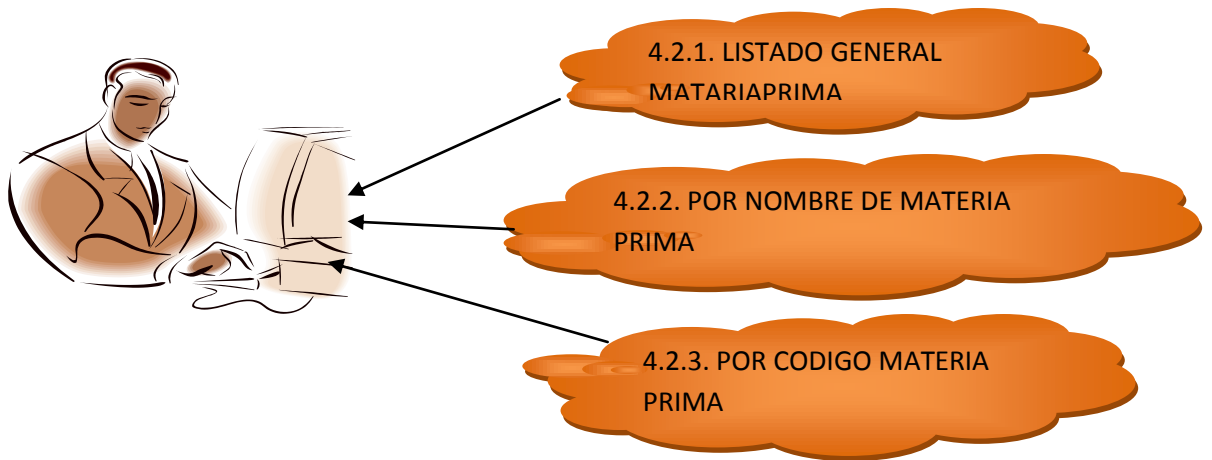 4.2.1. LISTADO GENERAL
MATARIAPRIMA
4.2.2. POR NOMBRE DE MATERIA
PRIMA
4.2.3. POR CODIGO MATERIA
PRIMA